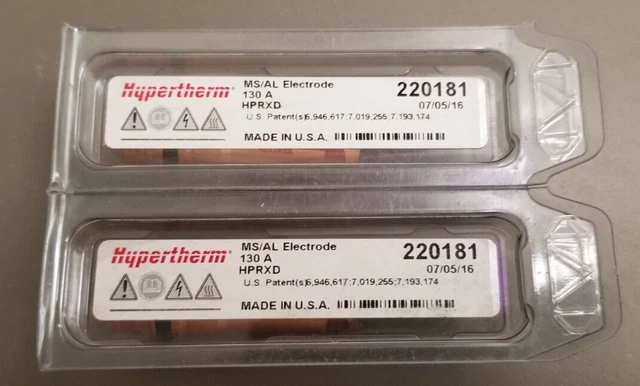 Hypertherm
MS/AL Electrode
130 A
HPRXD
220181
07/05/16
U.S. Patent(s)6,946,617;7,019,255;7,193,174
MADE IN U.S.A.
Hypertherm
MS/AL Electrode
130 A
HPRXD
220181
07/05/16
U.S. Patent(s)6,946,617;7,019,255;7,193,174
MADE IN U.S.A.